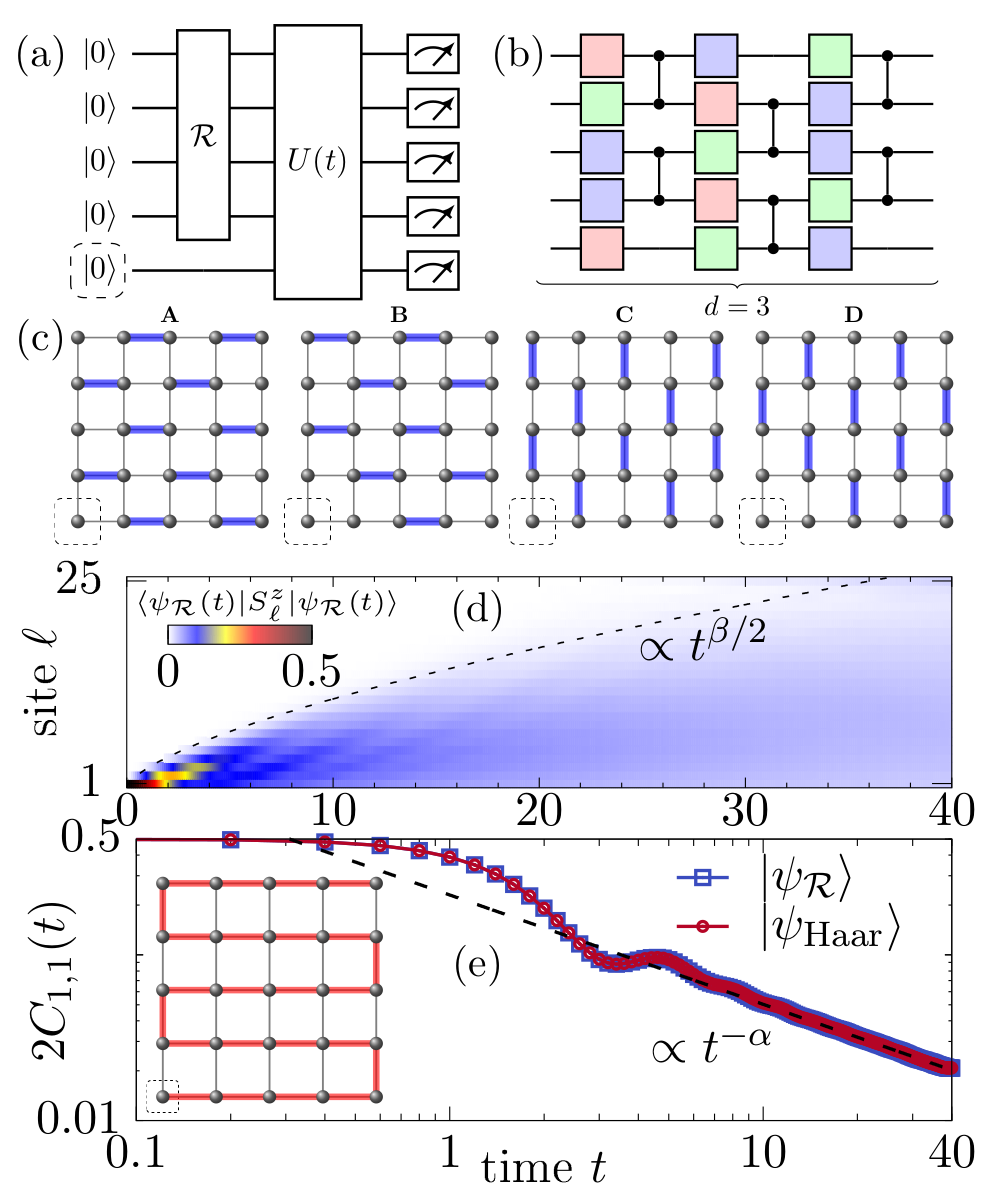 (a) |0⟩ (b)
|0⟩
|0⟩ ℛ U(t)
|0⟩
|0⟩
d = 3
(c) A B C D
25
⟨ψ_ℛ(t)|S^z_ℓ|ψ_ℛ(t)⟩ (d)
∝ t^{β/2}
0 0.5
site ℓ
1
0 10 20 30 40
0.5
|ψ_ℛ⟩
|ψ_Haar⟩
(e)
2C_{1,1}(t)
∝ t^{−α}
0.01
0.1 1 10 40
time t